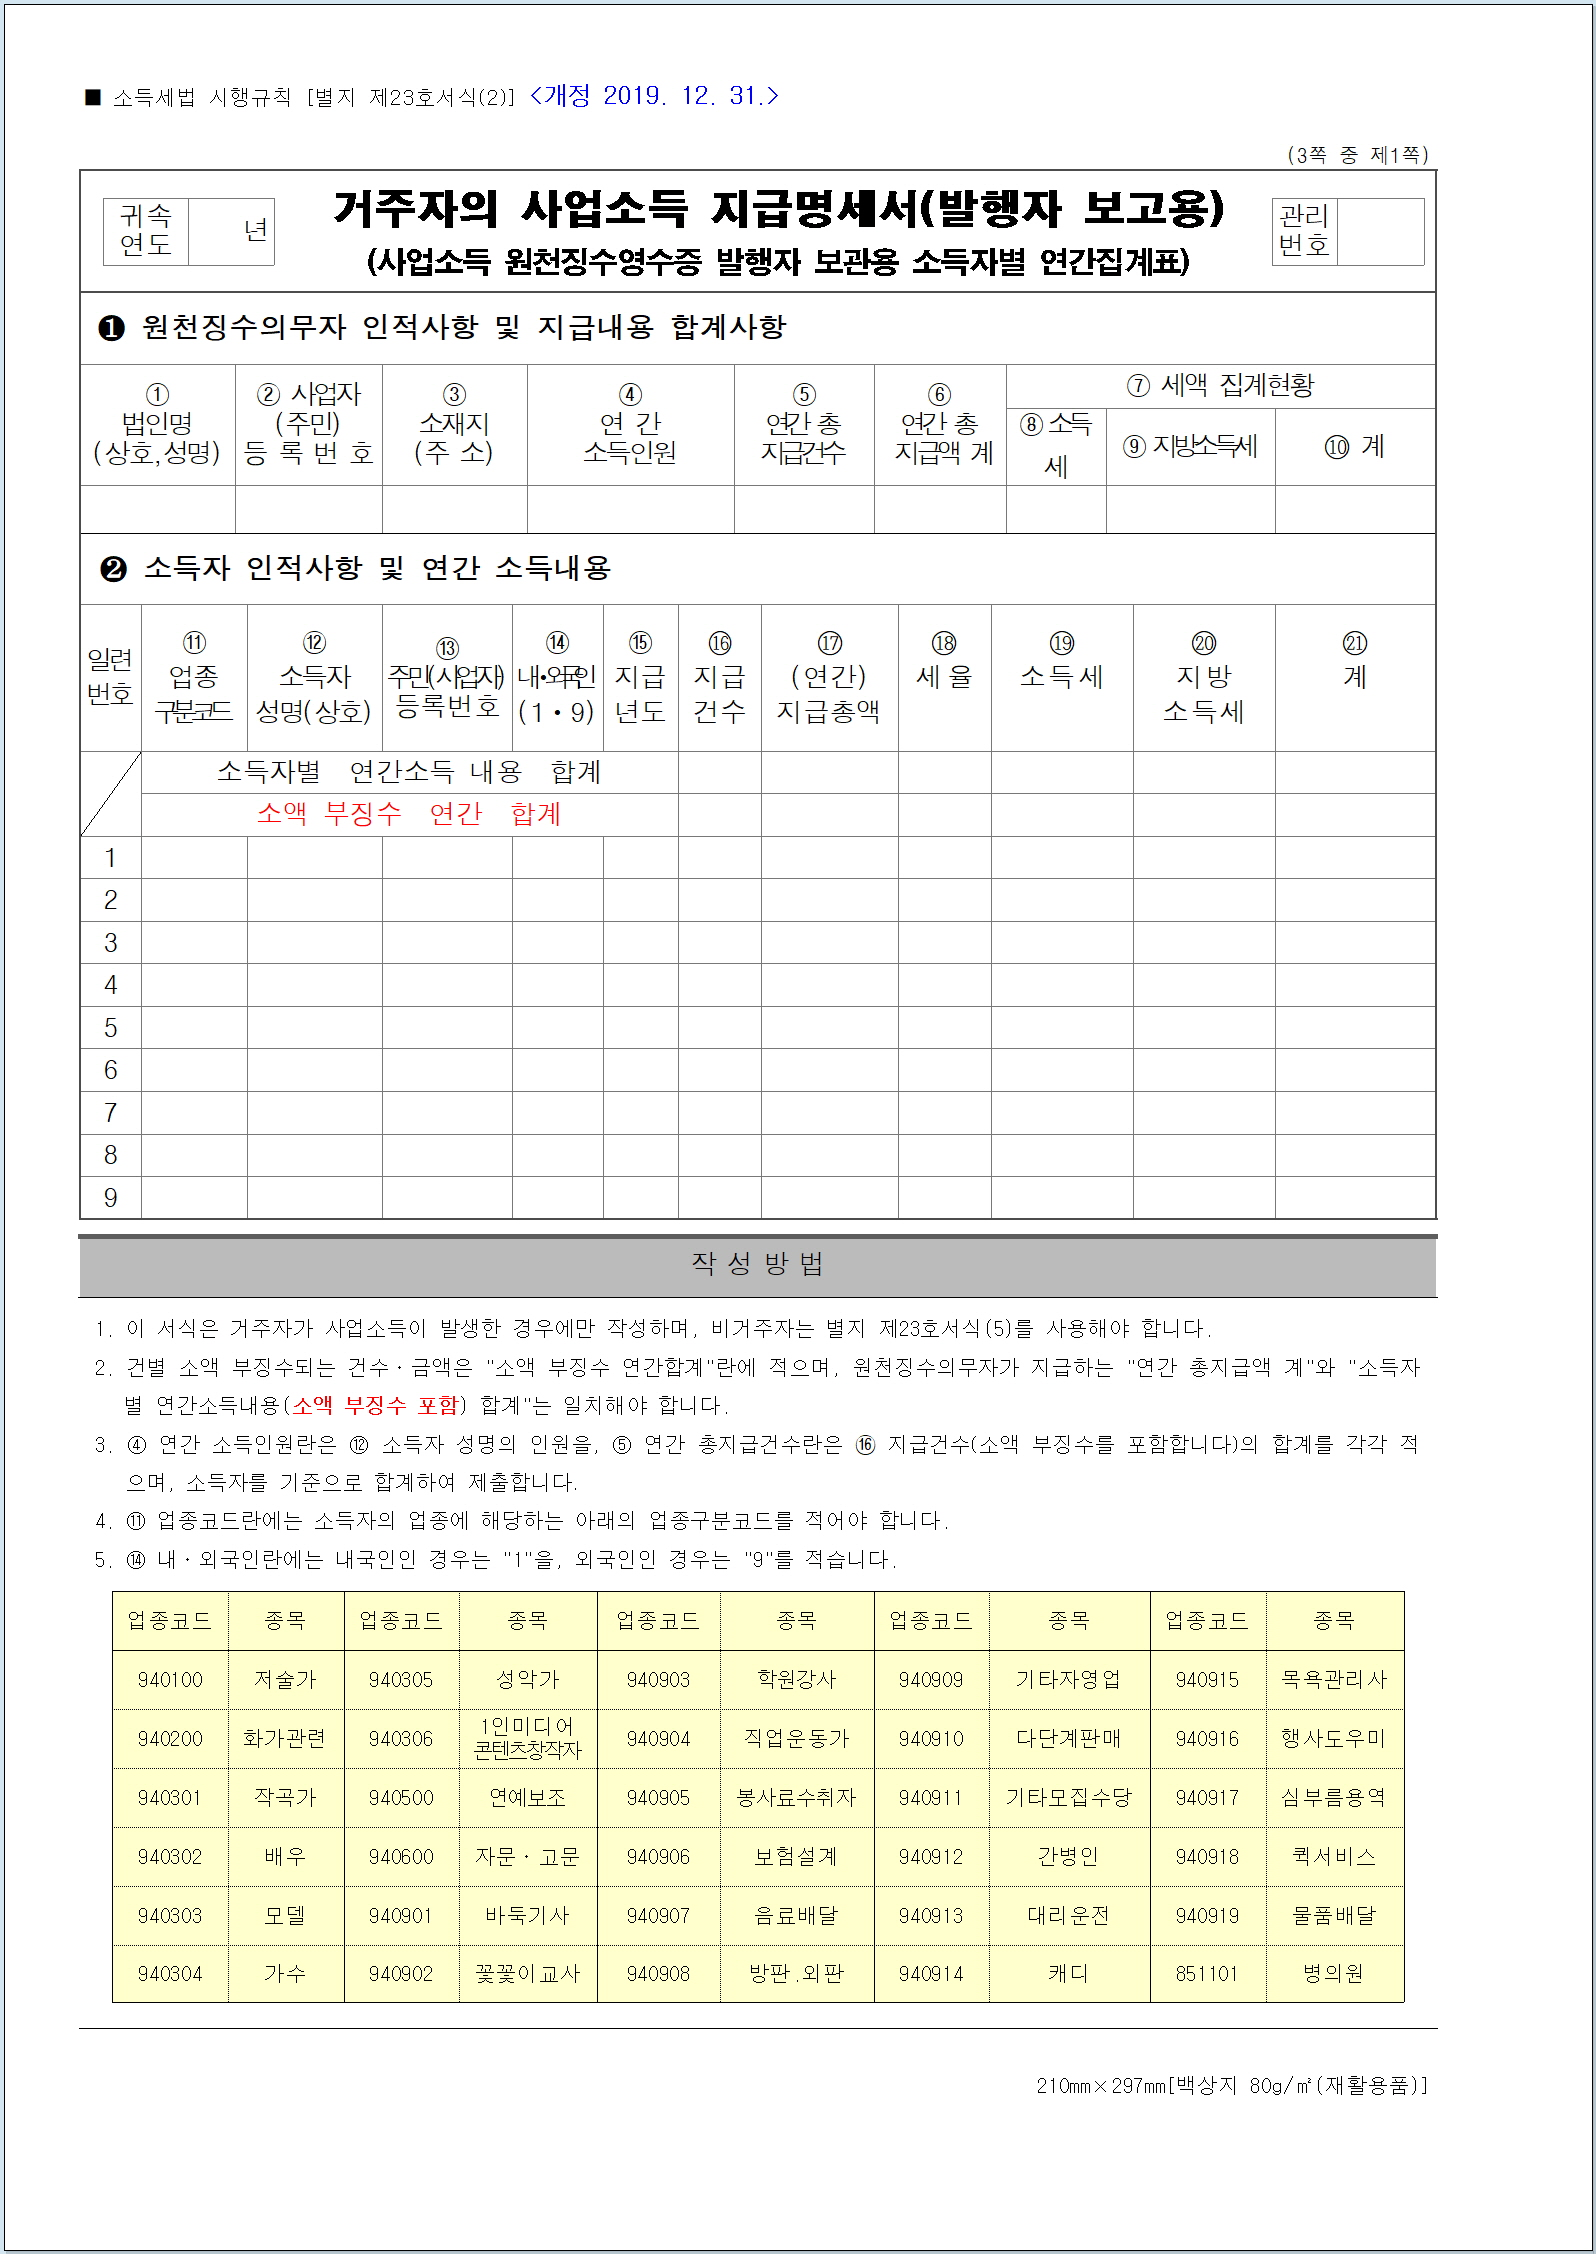 ■ 소득세법 시행규칙 [별지 제23호서식(2)] <개정 2019. 12. 31.>
(3쪽 중 제1쪽)
귀속
연도
년
거주자의 사업소득 지급명세서(발행자 보고용)
(사업소득 원천징수영수증 발행자 보관용 소득자별 연간집계표)
관리
번호
❶ 원천징수의무자 인적사항 및 지급내용 합계사항
①
법인명
(상호,성명)
② 사업자
(주민)
등 록 번 호
③
소재지
(주 소)
④
연 간
소득인원
⑤
연간 총
지급건수
⑥
연간 총
지급액 계
⑦ 세액 집계현황
⑧ 소득
세
⑨ 지방소득세
⑩ 계
❷ 소득자 인적사항 및 연간 소득내용
일련
번호
⑪
업종
구분코드
⑫
소득자
성명(상호)
⑬
주민(사업자)
등록번호
⑭
내·외국인
(1·9)
⑮
지급
년도
⑯
지급
건수
⑰
(연간)
지급총액
⑱
세 율
⑲
소 득 세
⑳
지 방
소 득 세
㉑
계
소득자별 연간소득 내용 합계
소액 부징수 연간 합계
1
2
3
4
5
6
7
8
9
작 성 방 법
1. 이 서식은 거주자가 사업소득이 발생한 경우에만 작성하며, 비거주자는 별지 제23호서식(5)를 사용해야 합니다.
2. 건별 소액 부징수되는 건수·금액은 "소액 부징수 연간합계"란에 적으며, 원천징수의무자가 지급하는 "연간 총지급액 계"와 "소득자
별 연간소득내용(소액 부징수 포함) 합계"는 일치해야 합니다.
3. ④ 연간 소득인원란은 ⑫ 소득자 성명의 인원을, ⑤ 연간 총지급건수란은 ⑯ 지급건수(소액 부징수를 포함합니다)의 합계를 각각 적
으며, 소득자를 기준으로 합계하여 제출합니다.
4. ⑪ 업종코드란에는 소득자의 업종에 해당하는 아래의 업종구분코드를 적어야 합니다.
5. ⑭ 내·외국인란에는 내국인인 경우는 "1"을, 외국인인 경우는 "9"를 적습니다.
업종코드 종목 업종코드 종목 업종코드 종목 업종코드 종목 업종코드 종목
940100 저술가 940305 성악가 940903 학원강사 940909 기타자영업 940915 목욕관리사
940200 화가관련 940306 1인미디어 콘텐츠창작자 940904 직업운동가 940910 다단계판매 940916 행사도우미
940301 작곡가 940500 연예보조 940905 봉사료수취자 940911 기타모집수당 940917 심부름용역
940302 배우 940600 자문·고문 940906 보험설계 940912 간병인 940918 퀵서비스
940303 모델 940901 바둑기사 940907 음료배달 940913 대리운전 940919 물품배달
940304 가수 940902 꽃꽂이교사 940908 방판.외판 940914 캐디 851101 병의원
210㎜×297㎜[백상지 80g/㎡(재활용품)]